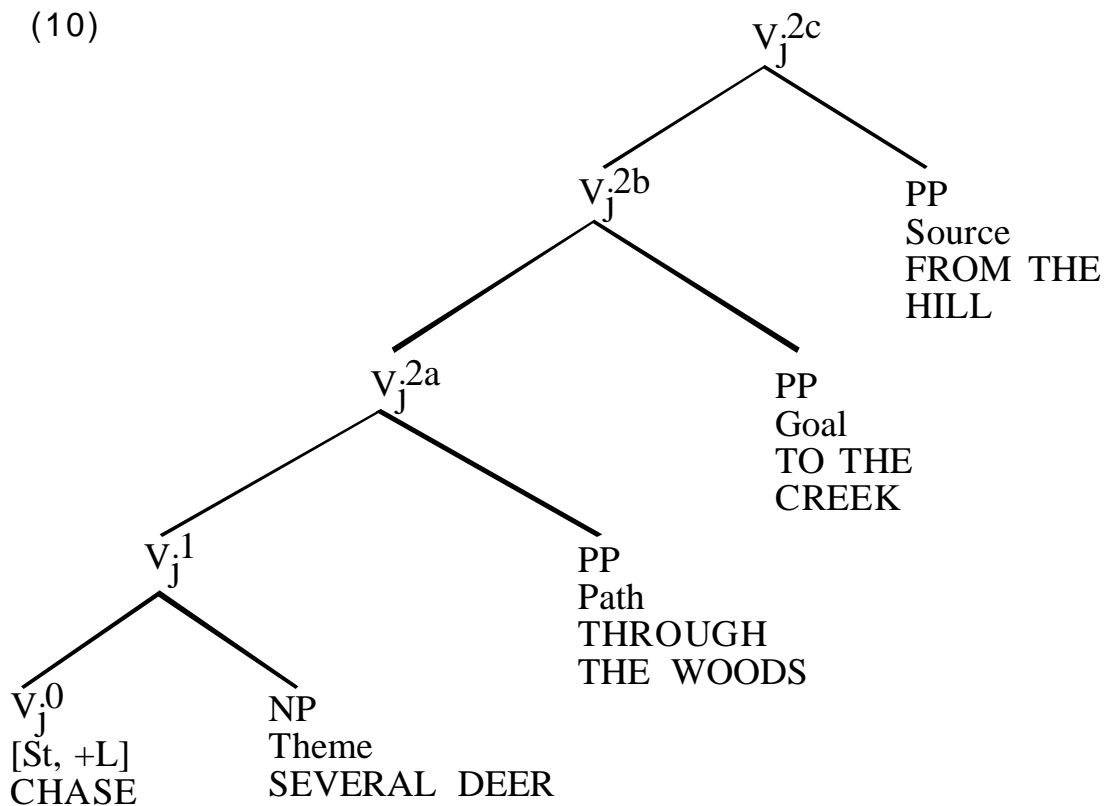 (10)
V_j^2c
V_j^2b
PP
Source
FROM THE
HILL
V_j^2a
PP
Goal
TO THE
CREEK
V_j^1
PP
Path
THROUGH
THE WOODS
V_j^0
[St, +L]
CHASE
NP
Theme
SEVERAL DEER